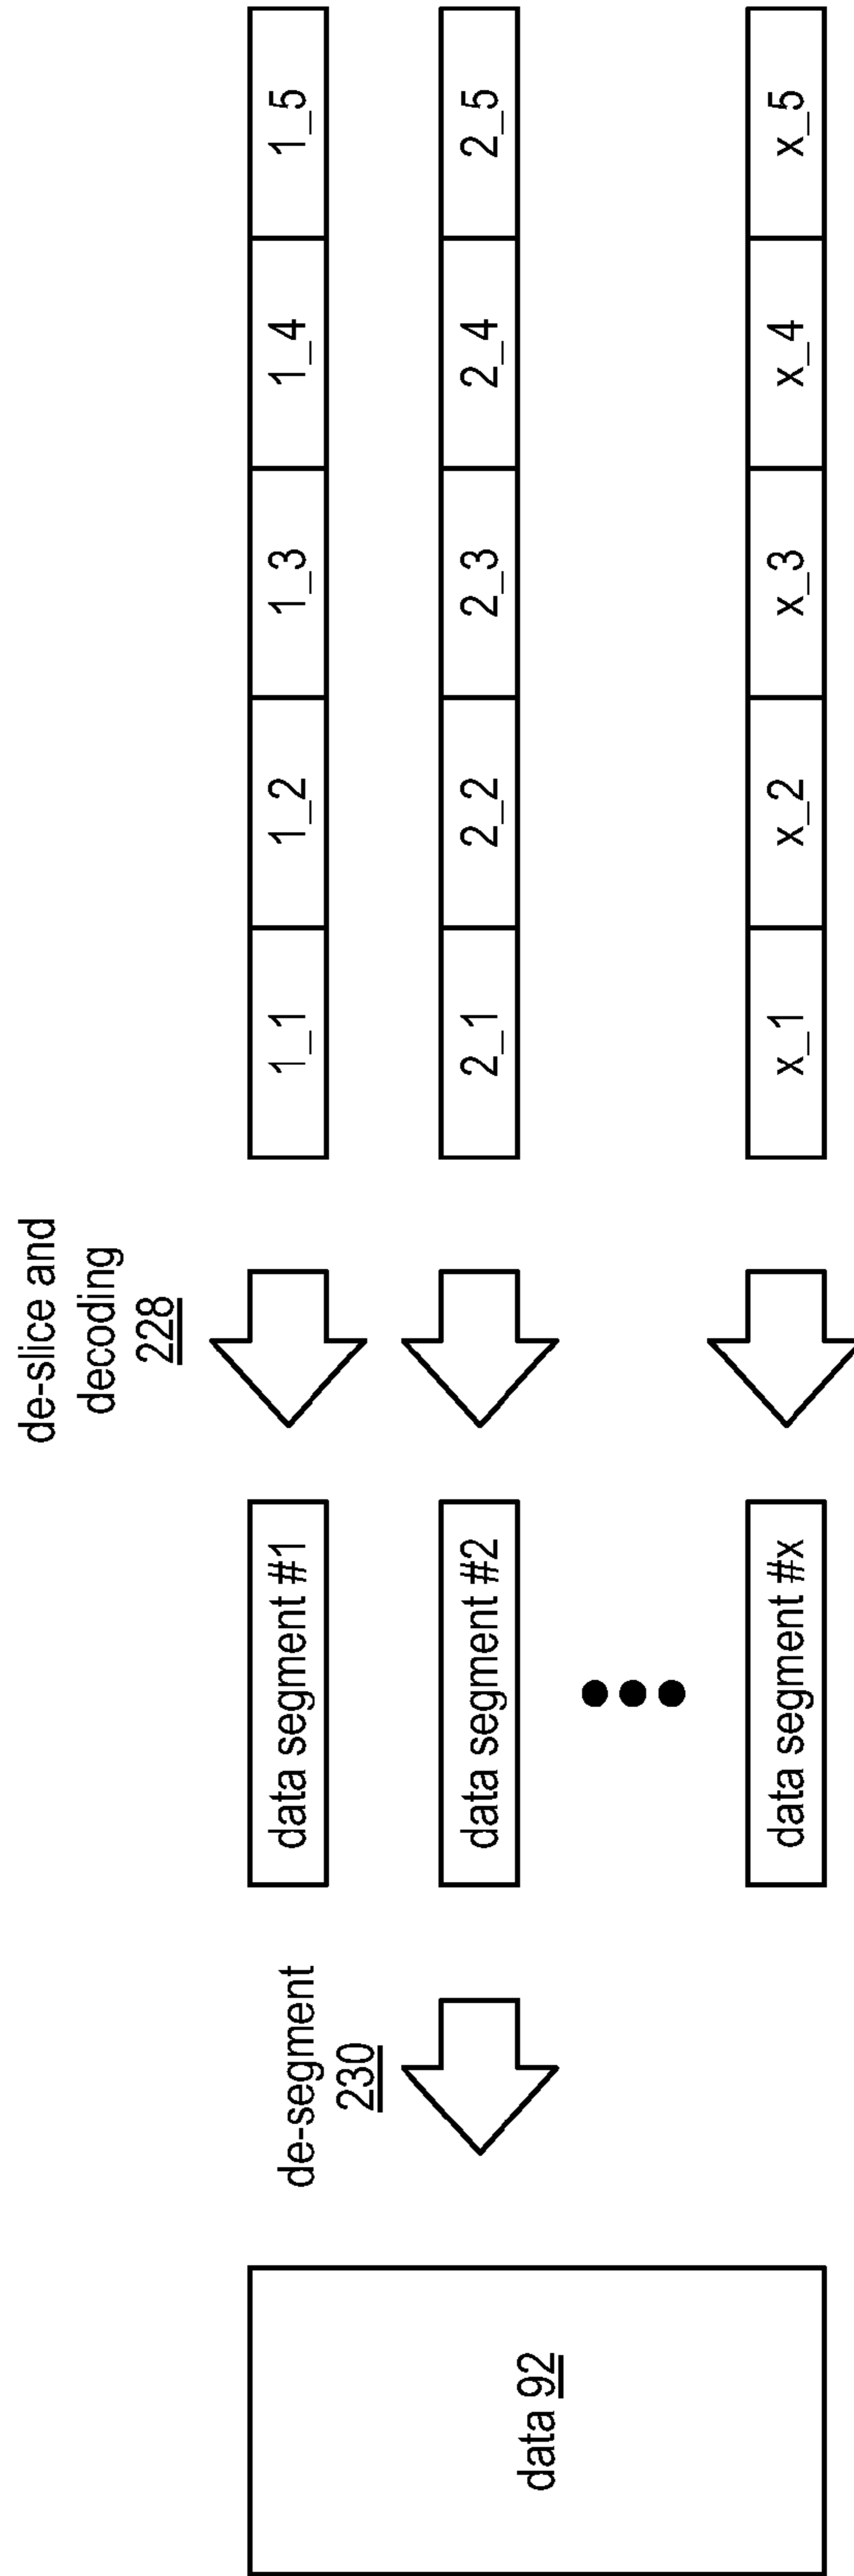 de-slice and
decoding
228
de-segment
230
data 92
data segment #1
1_1
1_2
1_3
1_4
1_5
data segment #2
2_1
2_2
2_3
2_4
2_5
data segment #x
x_1
x_2
x_3
x_4
x_5